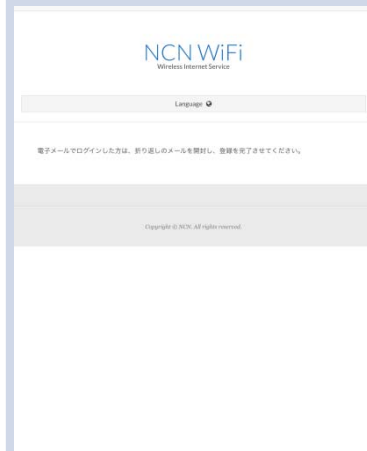 NCN WiFi
Wireless Internet Service
Language
電子メールでログインした方は、折り返しのメールを開封し、登録を完了させてください。
Copyright © NCN. All rights reserved.